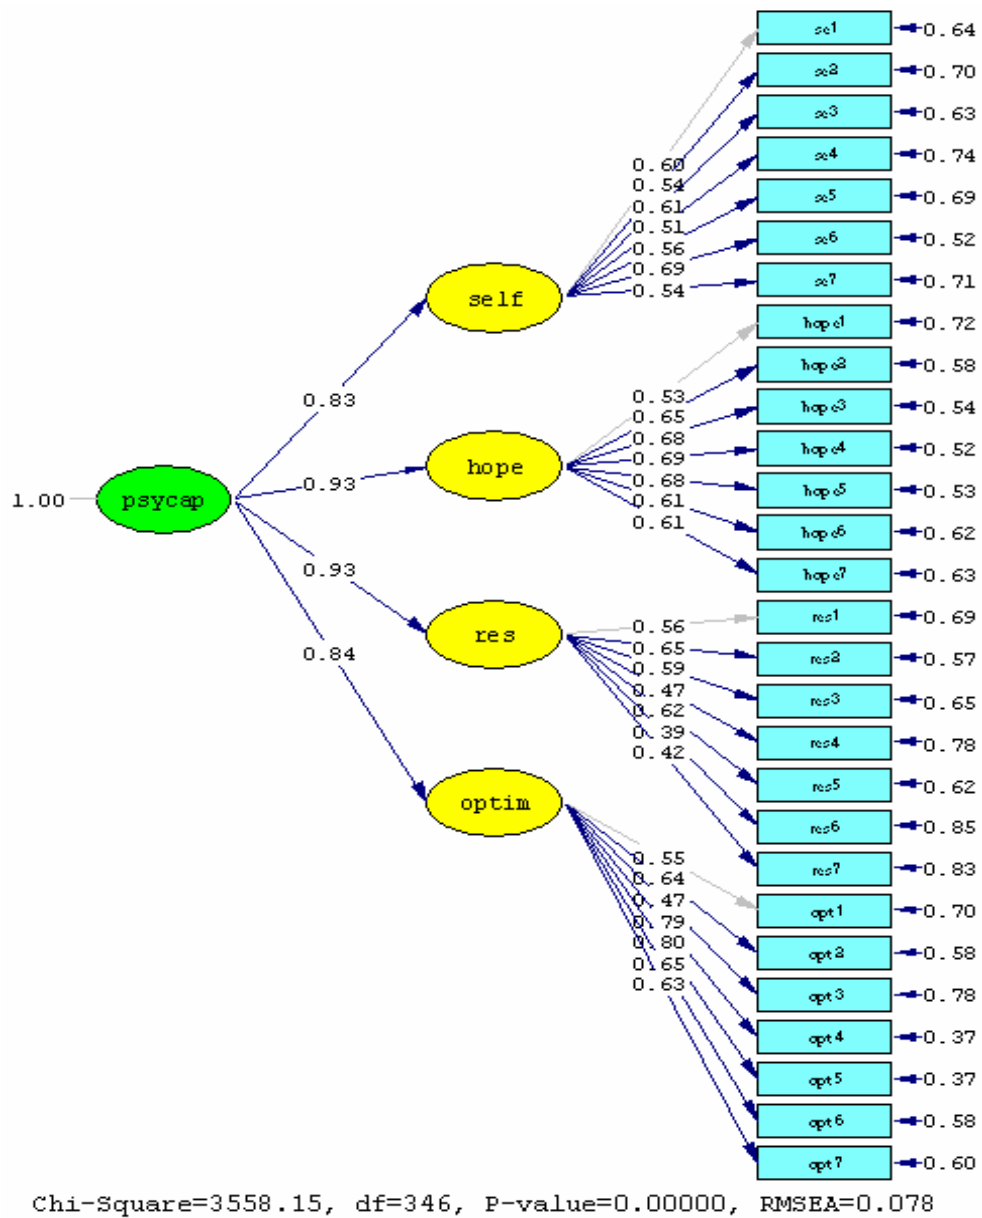 se1
0.64
se2
0.70
se3
0.63
0.60
se4
0.74
0.54
0.61
se5
0.69
0.51
0.56
se6
0.52
0.69
se7
0.71
0.54
self
hope1
0.72
hope2
0.58
0.83
0.53
hope3
0.54
0.65
0.68
hope4
0.52
0.69
hope
0.93
0.68
hope5
0.53
1.00
psycap
0.61
0.61
hope6
0.62
0.93
hope7
0.63
res1
0.69
0.56
res
0.65
0.84
res2
0.57
0.59
0.47
res3
0.65
0.62
0.39
res4
0.78
0.42
res5
0.62
optim
res6
0.85
0.55
res7
0.83
0.64
0.47
opt1
0.70
0.79
0.80
opt2
0.58
0.65
0.63
opt3
0.78
opt4
0.37
opt5
0.37
opt6
0.58
opt7
0.60
Chi-Square=3558.15, df=346, P-value=0.00000, RMSEA=0.078